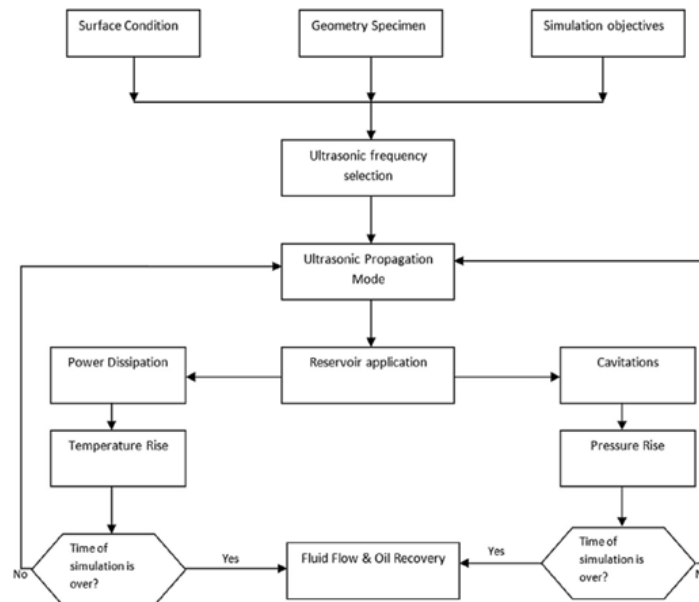 Surface Condition
Geometry Specimen
Simulation objectives
Ultrasonic frequency
selection
Ultrasonic Propagation
Mode
Power Dissipation
Reservoir application
Cavitations
Temperature Rise
Pressure Rise
Time of
simulation is
over?
No
Yes
Fluid Flow & Oil Recovery
Yes
Time of
simulation is
over?